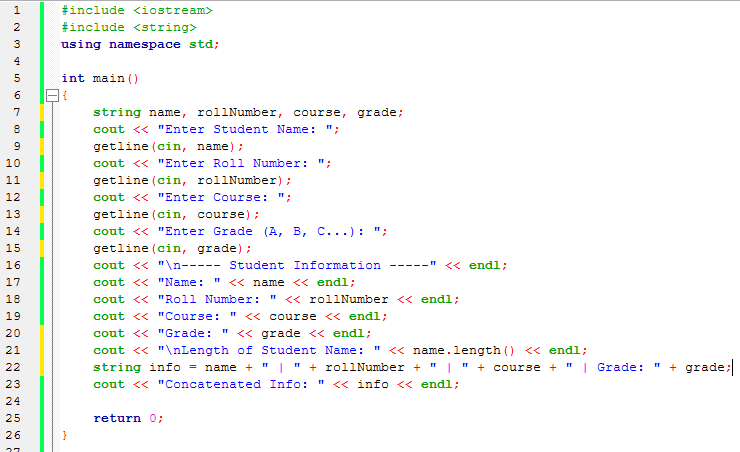 1 #include <iostream>
2 #include <string>
3 using namespace std;
4
5 int main()
6 {
7 string name, rollNumber, course, grade;
8 cout << "Enter Student Name: ";
9 getline(cin, name);
10 cout << "Enter Roll Number: ";
11 getline(cin, rollNumber);
12 cout << "Enter Course: ";
13 getline(cin, course);
14 cout << "Enter Grade (A, B, C...): ";
15 getline(cin, grade);
16 cout << "\n----- Student Information -----" << endl;
17 cout << "Name: " << name << endl;
18 cout << "Roll Number: " << rollNumber << endl;
19 cout << "Course: " << course << endl;
20 cout << "Grade: " << grade << endl;
21 cout << "\nLength of Student Name: " << name.length() << endl;
22 string info = name + " | " + rollNumber + " | " + course + " | Grade: " + grade;
23 cout << "Concatenated Info: " << info << endl;
24
25 return 0;
26 }
27